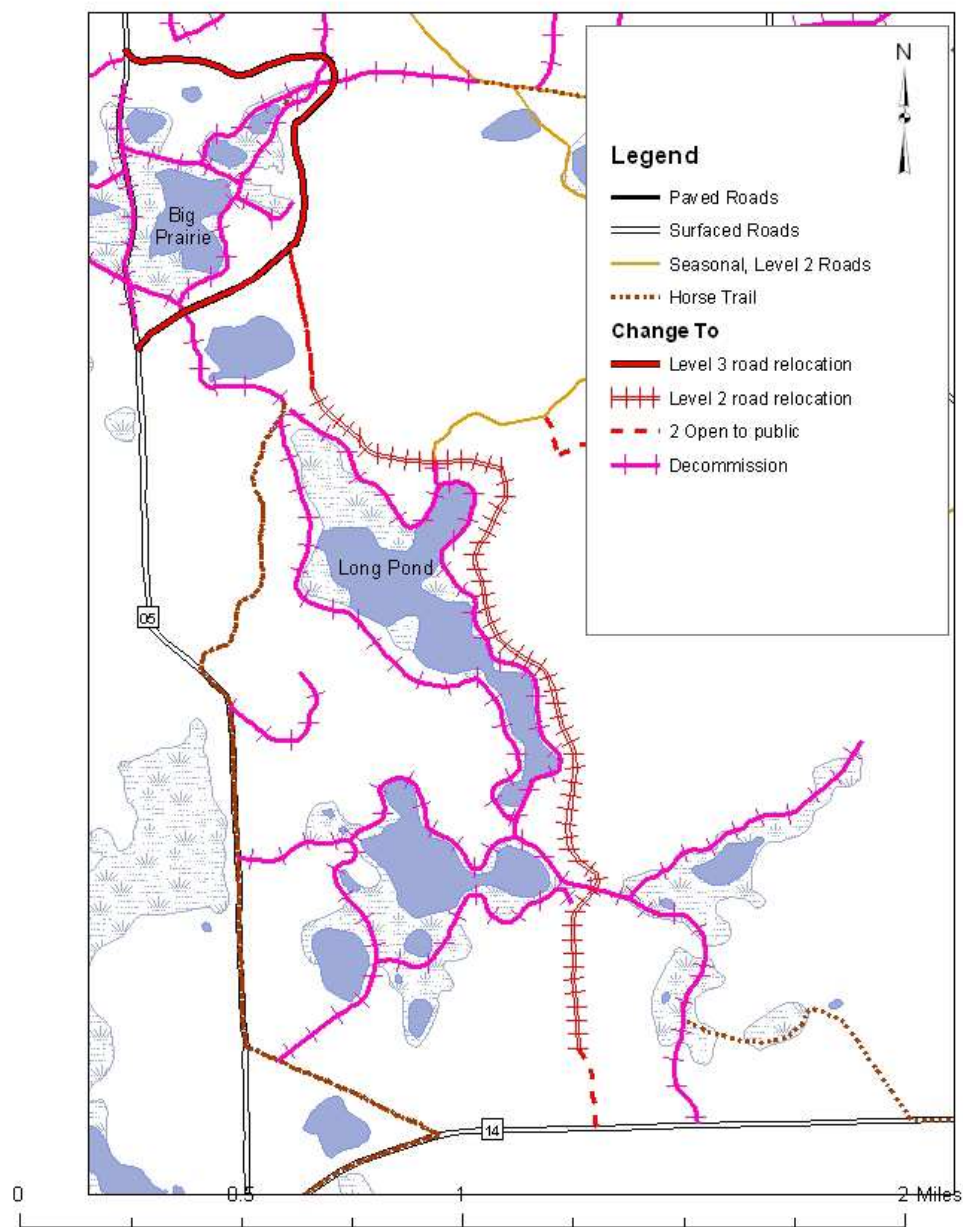 N
Legend
Paved Roads
Surfaced Roads
Seasonal, Level 2 Roads
Horse Trail
Change To
Level 3 road relocation
Level 2 road relocation
2 Open to public
Decommission
Big
Prairie
Long Pond
05
14
0 0.5 1 2 Miles